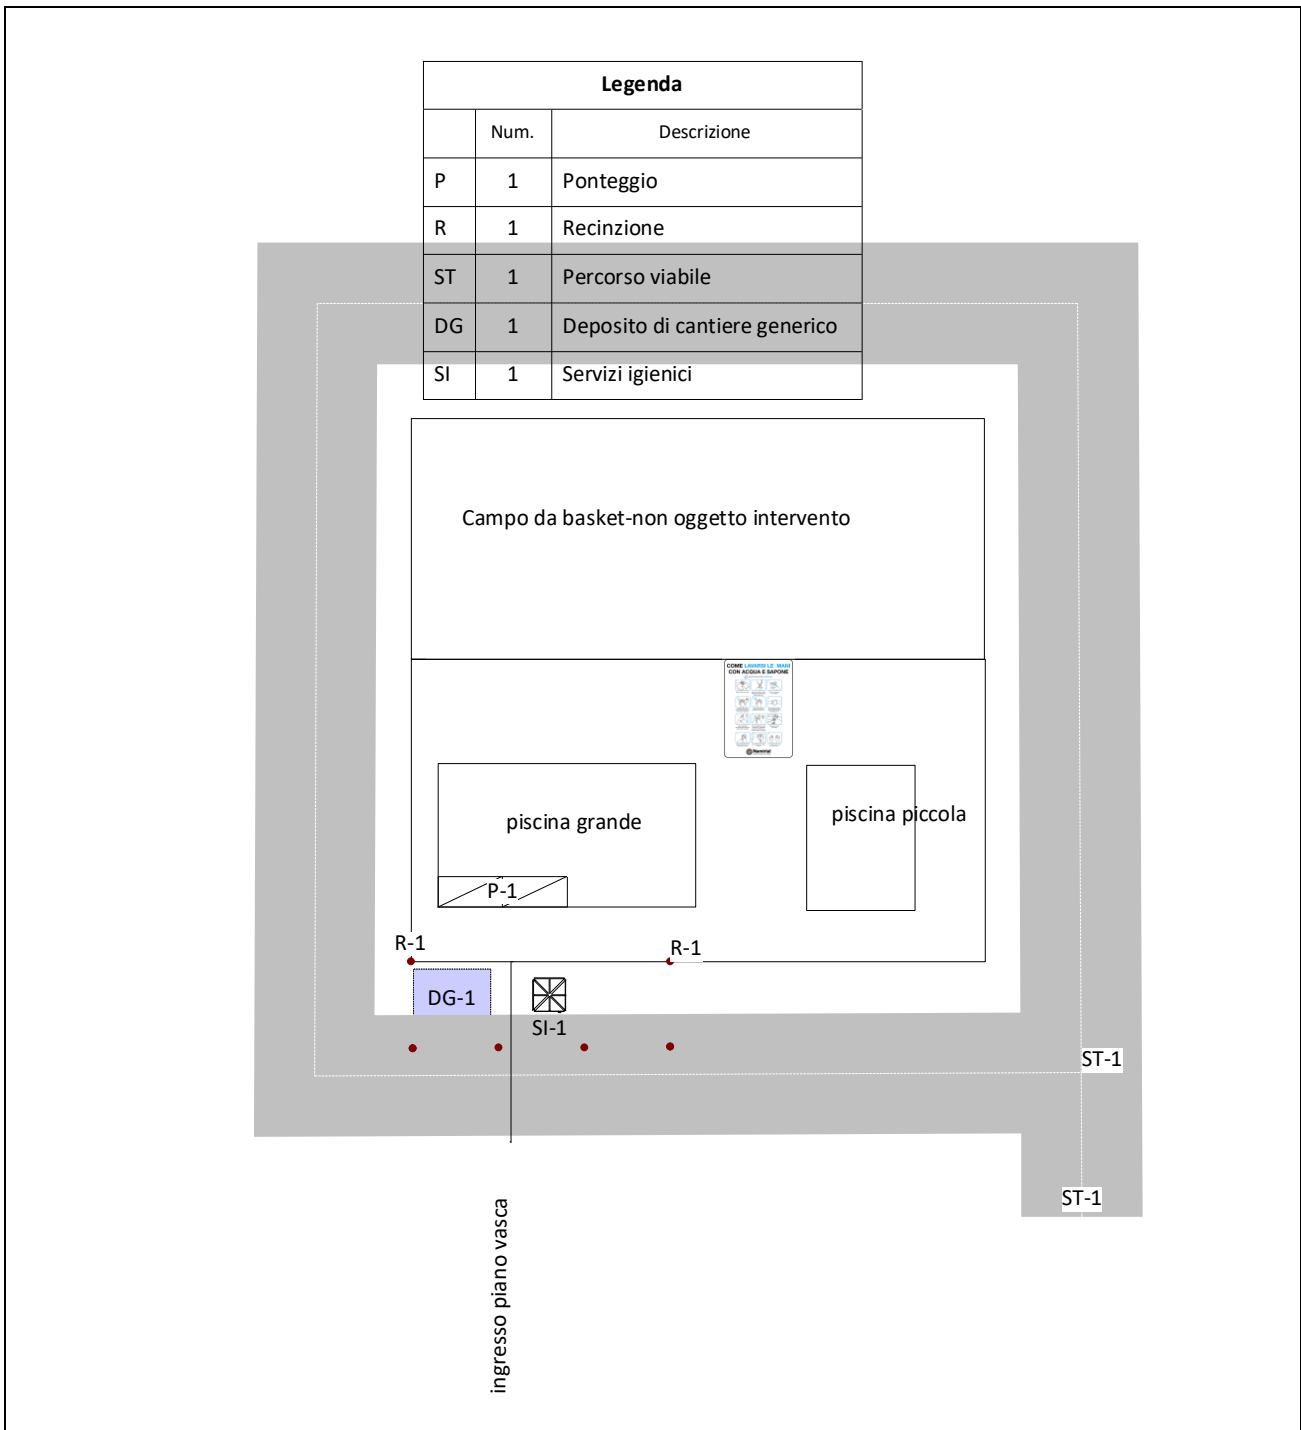 Legenda
Num. Descrizione
P 1 Ponteggio
R 1 Recinzione
ST 1 Percorso viabile
DG 1 Deposito di cantiere generico
SI 1 Servizi igienici
Campo da basket-non oggetto intervento
COME LAVARSI LE MANI
CON ACQUA E SAPONE
piscina grande
piscina piccola
P-1
R-1
R-1
DG-1
SI-1
ST-1
ST-1
ingresso piano vasca